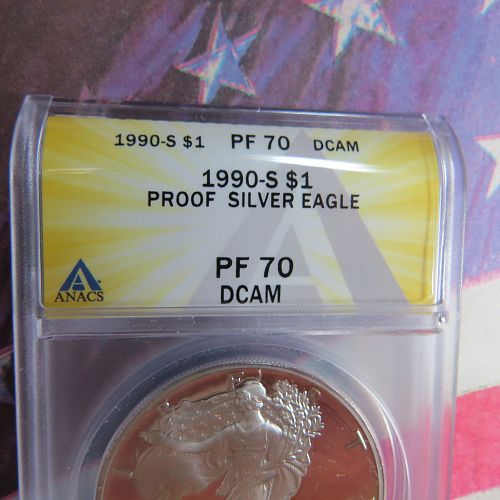 1990-S $1 PF 70 DCAM
1990-S $1
PROOF SILVER EAGLE
PF 70
DCAM
ANACS